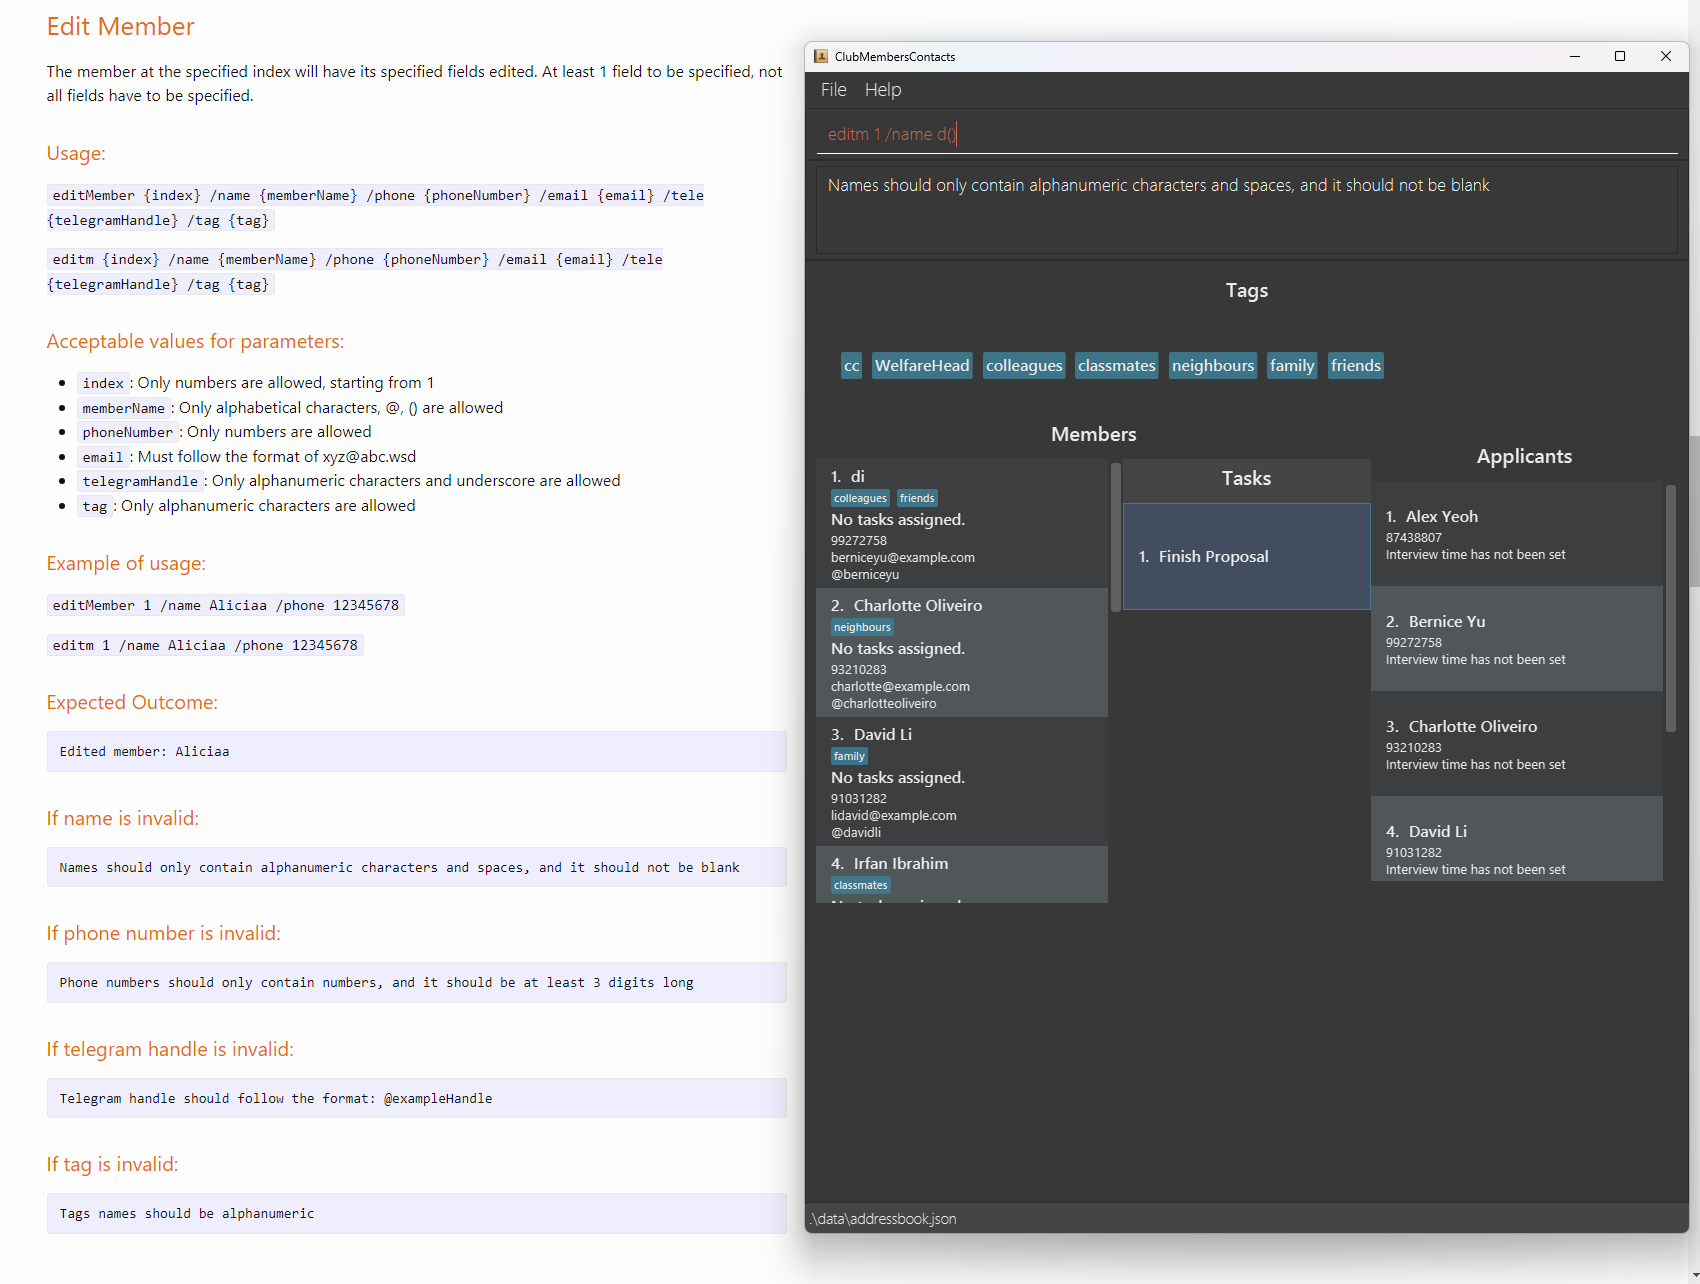 Edit Member
The member at the specified index will have its specified fields edited. At least 1 field to be specified, not
all fields have to be specified.
Usage:
editMember {index} /name {memberName} /phone {phoneNumber} /email {email} /tele
{telegramHandle} /tag {tag}
editm {index} /name {memberName} /phone {phoneNumber} /email {email} /tele
{telegramHandle} /tag {tag}
Acceptable values for parameters:
index : Only numbers are allowed, starting from 1
memberName : Only alphabetical characters, @, () are allowed
phoneNumber : Only numbers are allowed
email : Must follow the format of xyz@abc.wsd
telegramHandle : Only alphanumeric characters and underscore are allowed
tag : Only alphanumeric characters are allowed
Example of usage:
editMember 1 /name Aliciaa /phone 12345678
editm 1 /name Aliciaa /phone 12345678
Expected Outcome:
Edited member: Aliciaa
If name is invalid:
Names should only contain alphanumeric characters and spaces, and it should not be blank
If phone number is invalid:
Phone numbers should only contain numbers, and it should be at least 3 digits long
If telegram handle is invalid:
Telegram handle should follow the format: @exampleHandle
If tag is invalid:
Tags names should be alphanumeric
ClubMembersContacts
File Help
editm 1 /name d()
Names should only contain alphanumeric characters and spaces, and it should not be blank
Tags
cc WelfareHead colleagues classmates neighbours family friends
Members
1. di
colleagues friends
No tasks assigned.
99272758
berniceyu@example.com
@berniceyu
2. Charlotte Oliveiro
neighbours
No tasks assigned.
93210283
charlotte@example.com
@charlotteoliveiro
3. David Li
family
No tasks assigned.
91031282
lidavid@example.com
@davidli
4. Irfan Ibrahim
classmates
Tasks
1. Finish Proposal
Applicants
1. Alex Yeoh
87438807
Interview time has not been set
2. Bernice Yu
99272758
Interview time has not been set
3. Charlotte Oliveiro
93210283
Interview time has not been set
4. David Li
91031282
Interview time has not been set
.\data\addressbook.json